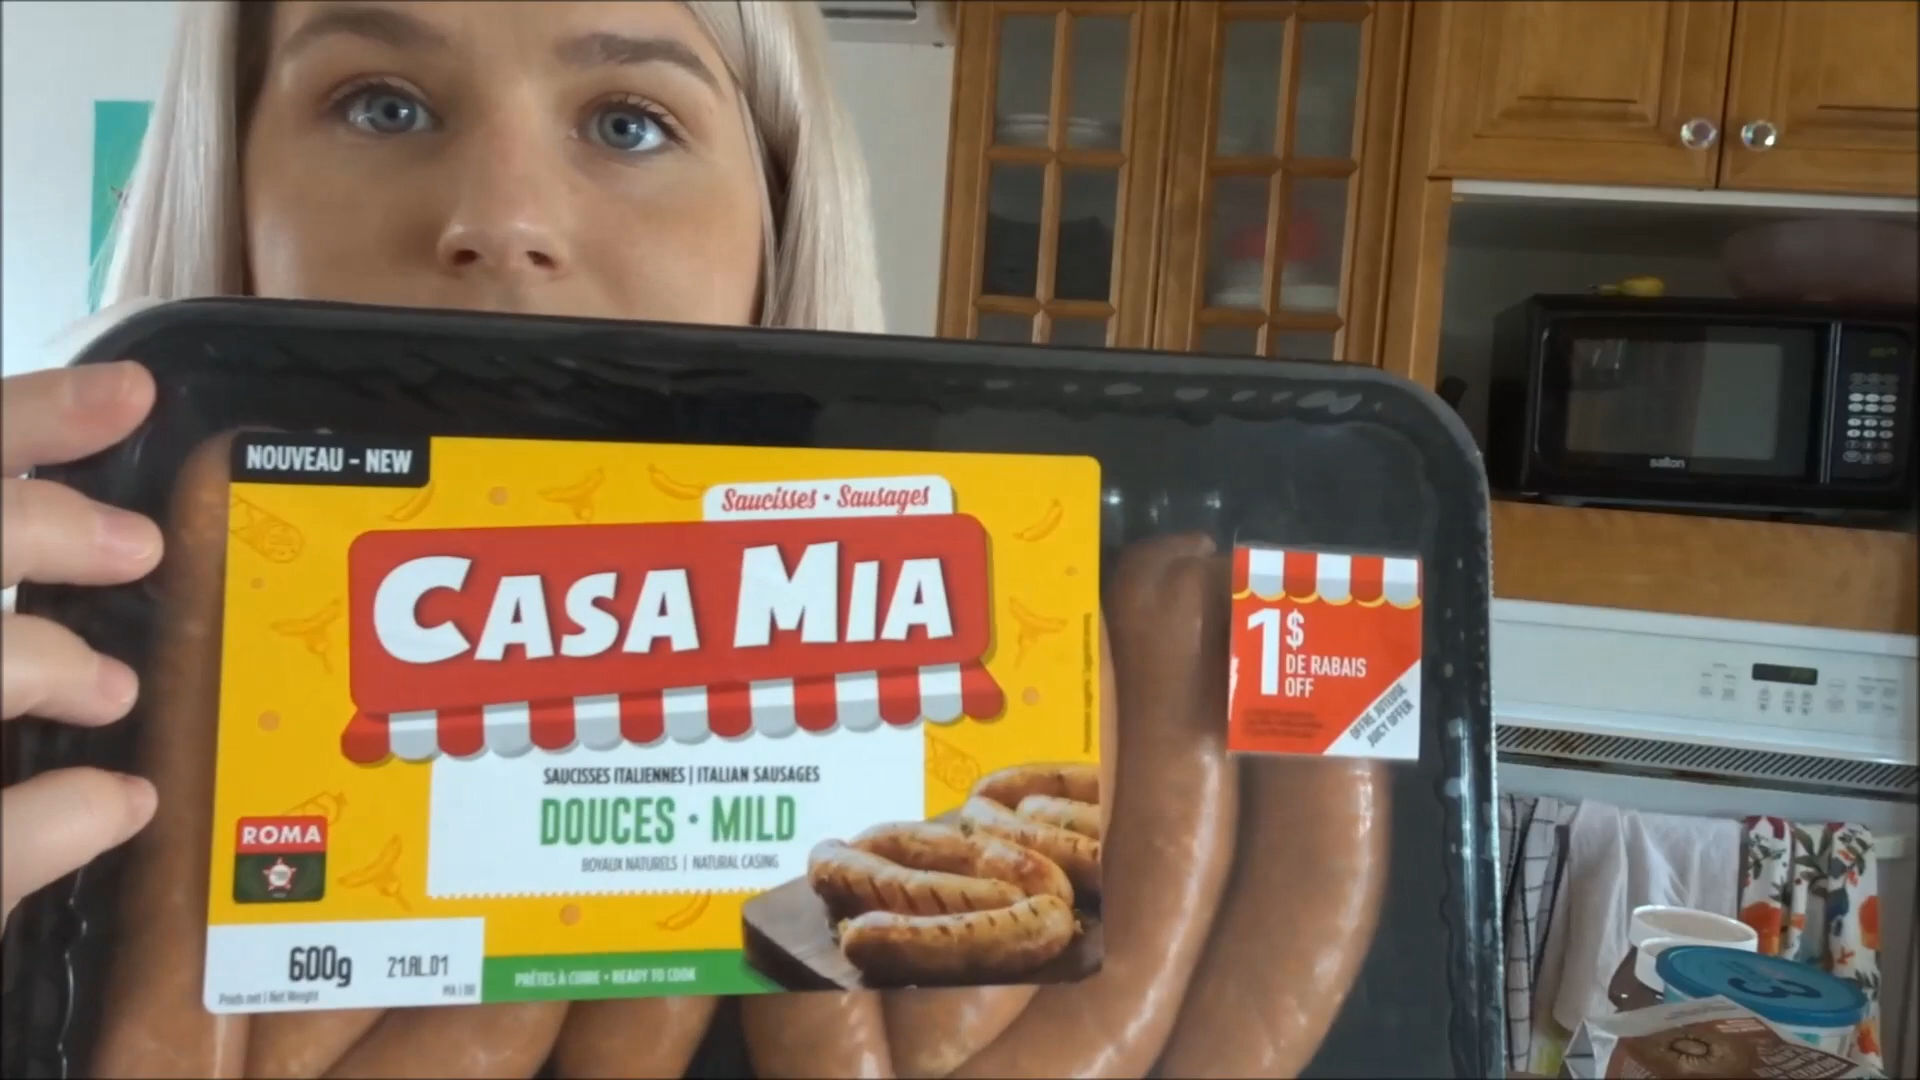 NOUVEAU - NEW
Saucisses • Sausages
CASA MIA
SAUCISSES ITALIENNES | ITALIAN SAUSAGES
DOUCES • MILD
BOYAUX NATURELS | NATURAL CASING
ROMA
600g
21.AL.01
Poids net | Net Weight
PRÊTES À CUIRE • READY TO COOK
1$
DE RABAIS
OFF
OFFRE JUTEUSE
JUICY OFFER
salton